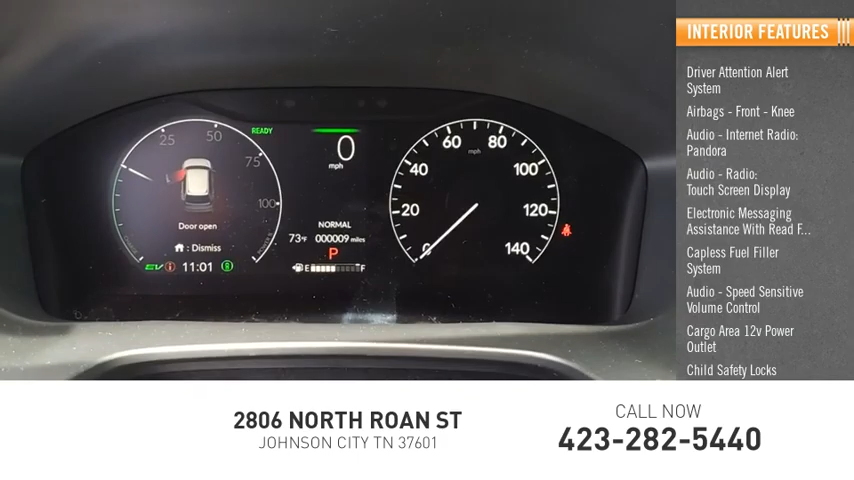 INTERIOR FEATURES
Driver Attention Alert
System
Airbags - Front - Knee
Audio - Internet Radio:
Pandora
Audio - Radio:
Touch Screen Display
Electronic Messaging
Assistance With Read F...
Capless Fuel Filler
System
Audio - Speed Sensitive
Volume Control
Cargo Area 12v Power
Outlet
Child Safety Locks
25
50
75
100
READY
Door open
: Dismiss
EV
11:01
0
mph
NORMAL
73°F 000009 miles
P
E F
mph
0
20
40
60
80
100
120
140
2806 NORTH ROAN ST
JOHNSON CITY TN 37601
CALL NOW
423-282-5440